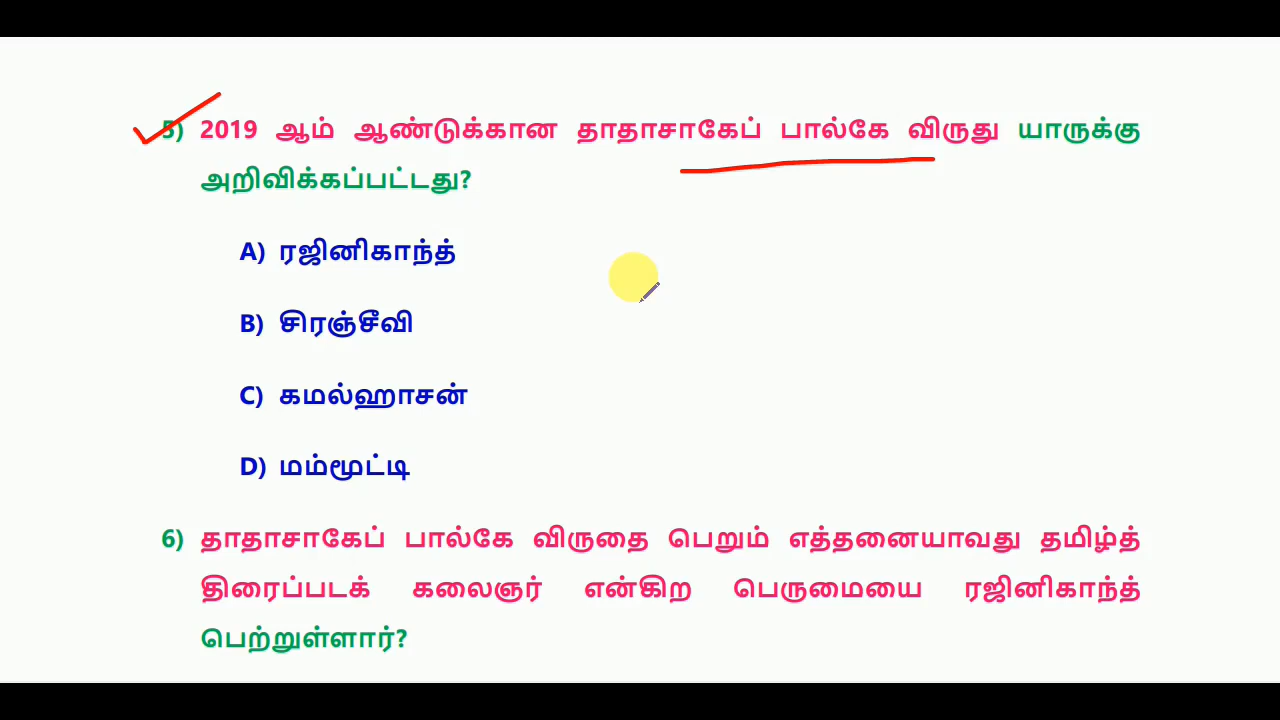 5) 2019 ஆம் ஆண்டுக்கான தாதாசாகேப் பால்கே விருது யாருக்கு
அறிவிக்கப்பட்டது?
A) ரஜினிகாந்த்
B) சிரஞ்சீவி
C) கமல்ஹாசன்
D) மம்மூட்டி
6) தாதாசாகேப் பால்கே விருதை பெறும் எத்தனையாவது தமிழ்த்
திரைப்படக் கலைஞர் என்கிற பெருமையை ரஜினிகாந்த்
பெற்றுள்ளார்?